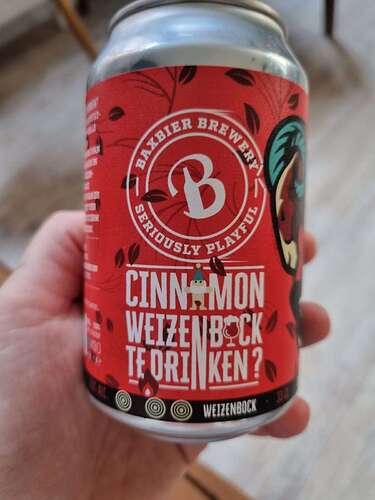 BAXBIER BREWERY
B
SERIOUSLY PLAYFUL
CINNAMON
WEIZENBOCK
TE DRINKEN?
WEIZENBOCK